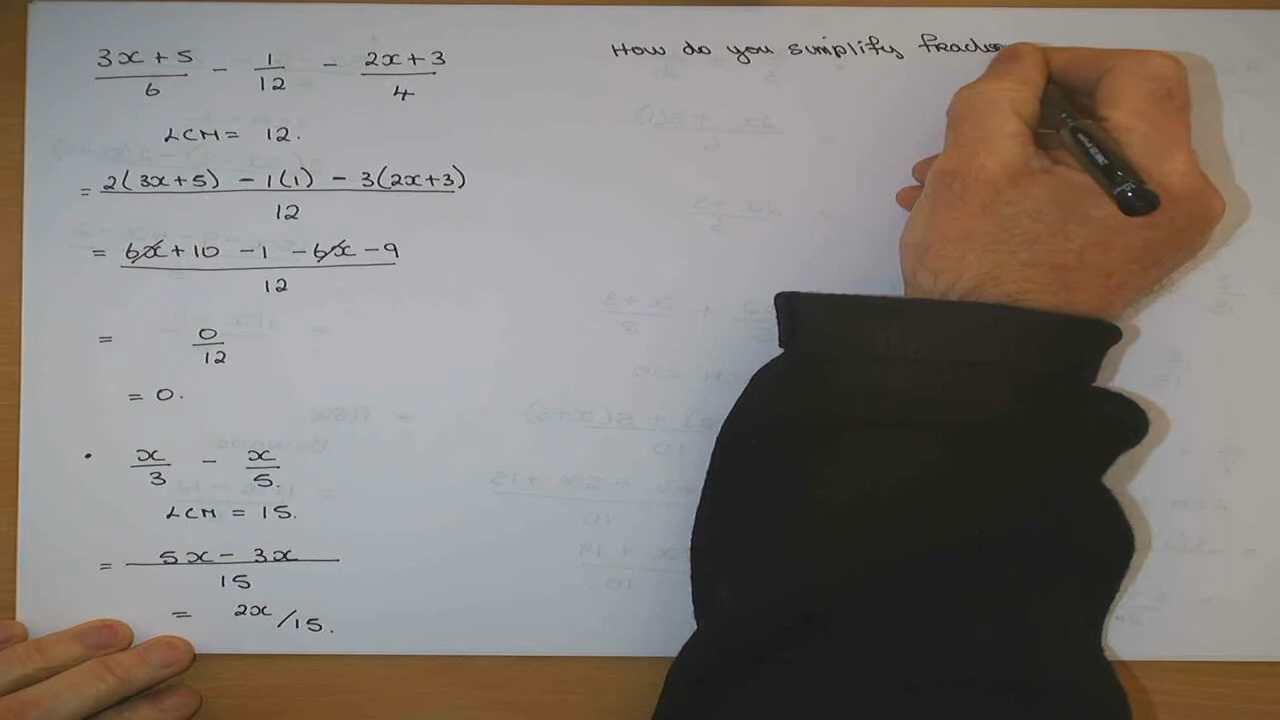 3x + 5 / 6 - 1 / 12 - 2x + 3 / 4
LCM = 12.
= 2(3x+5) - 1(1) - 3(2x+3) / 12
= 6x + 10 - 1 - 6x - 9 / 12
= 0 / 12
= 0.
• x / 3 - x / 5.
LCM = 15.
= 5x - 3x / 15
= 2x/15.
How do you simplify